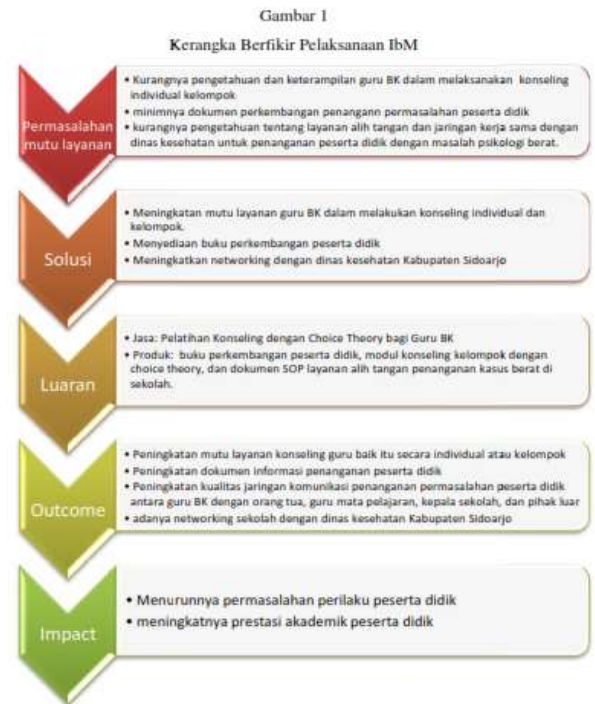 Gambar 1
Kerangka Berfikir Pelaksanaan IbM
Permasalahan
mutu layanan
• Kurangnya pengetahuan dan keterampilan guru BK dalam melaksanakan konseling
individual kelompok
• minimnya dokumen perkembangan penangann permasalahan peserta didik
• kurangnya pengetahuan tentang layanan alih tangan dan jaringan kerja sama dengan
dinas kesehatan untuk penanganan peserta didik dengan masalah psikologi berat.
Solusi
• Meningkatan mutu layanan guru BK dalam melakukan konseling individual dan
kelompok.
• Menyediaan buku perkembangan peserta didik
• Meningkatkan networking dengan dinas kesehatan Kabupaten Sidoarjo
Luaran
• Jasa: Pelatihan Konseling dengan Choice Theory bagi Guru BK
• Produk: buku perkembangan peserta didik, modul konseling kelompok dengan
choice theory, dan dokumen SOP layanan alih tangan penanganan kasus berat di
sekolah.
Outcome
• Peningkatan mutu layanan konseling guru baik itu secara individual atau kelompok
• Peningkatan dokumen informasi penanganan peserta didik
• Peningkatan kualitas jaringan komunikasi penanganan permasalahan peserta didik
antara guru BK dengan orang tua, guru mata pelajaran, kepala sekolah, dan pihak luar
• adanya networking sekolah dengan dinas kesehatan Kabupaten Sidoarjo
Impact
• Menurunnya permasalahan perilaku peserta didik
• meningkatnya prestasi akademik peserta didik